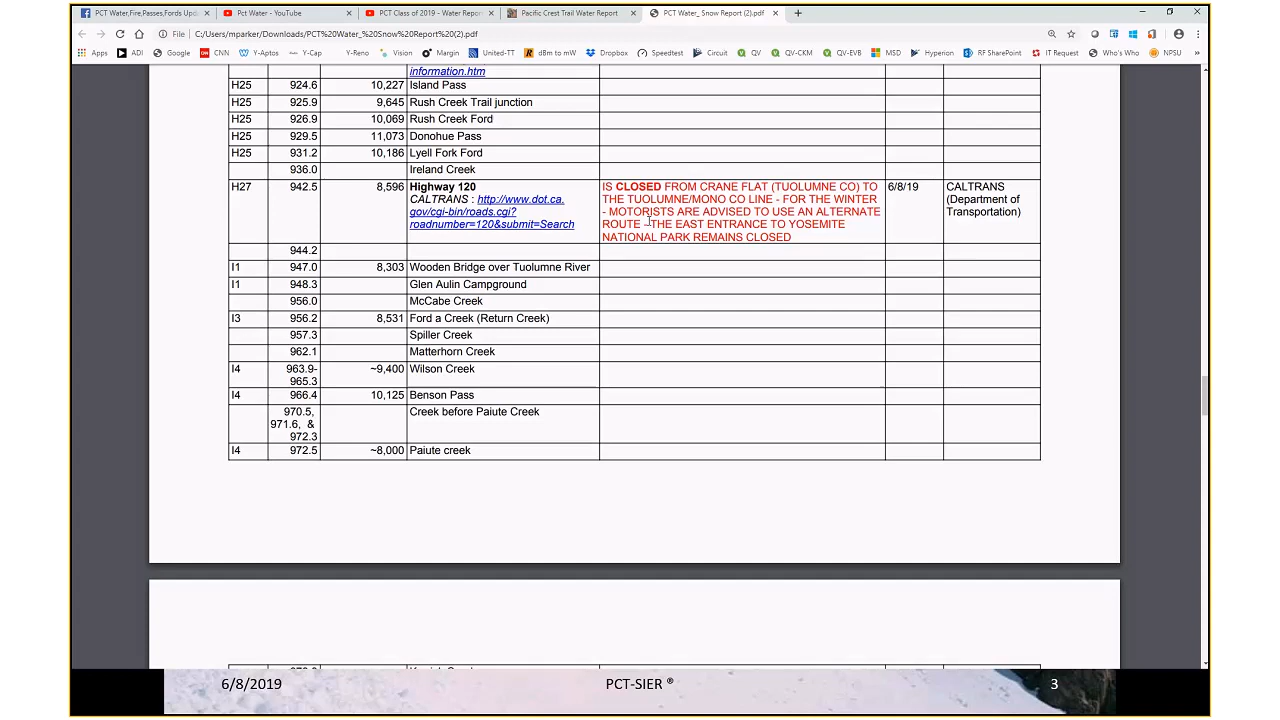 PCT Water,Fire,Passes,Fords Up
Pct Water - YouTube
PCT Class of 2019 - Water Repor
Pacific Crest Trail Water Report
PCT Water_ Snow Report (2).pdf
File C:/Users/mparker/Downloads/PCT%20Water_%20Snow%20Report%20(2).pdf
Apps ADI Google Y-Aptos CNN Y-Cap Y-Reno Vision Margin United-TT dBm to mW Dropbox Speedtest Circuit QV QV-CKM QV-EVB MSD Hyperion RF SharePoint IT Request Who's Who NPSU »
information.htm
H25 924.6 10,227 Island Pass
H25 925.9 9,645 Rush Creek Trail junction
H25 926.9 10,069 Rush Creek Ford
H25 929.5 11,073 Donohue Pass
H25 931.2 10,186 Lyell Fork Ford
936.0 Ireland Creek
H27 942.5 8,596 Highway 120 IS CLOSED FROM CRANE FLAT (TUOLUMNE CO) TO 6/8/19 CALTRANS
CALTRANS : http://www.dot.ca. THE TUOLUMNE/MONO CO LINE - FOR THE WINTER (Department of
gov/cgi-bin/roads.cgi? - MOTORISTS ARE ADVISED TO USE AN ALTERNATE Transportation)
roadnumber=120&submit=Search ROUTE - THE EAST ENTRANCE TO YOSEMITE
NATIONAL PARK REMAINS CLOSED
944.2
I1 947.0 8,303 Wooden Bridge over Tuolumne River
I1 948.3 Glen Aulin Campground
956.0 McCabe Creek
I3 956.2 8,531 Ford a Creek (Return Creek)
957.3 Spiller Creek
962.1 Matterhorn Creek
I4 963.9- ~9,400 Wilson Creek
965.3
I4 966.4 10,125 Benson Pass
970.5, Creek before Paiute Creek
971.6, &
972.3
I4 972.5 ~8,000 Paiute creek
6/8/2019 PCT-SIER ® 3